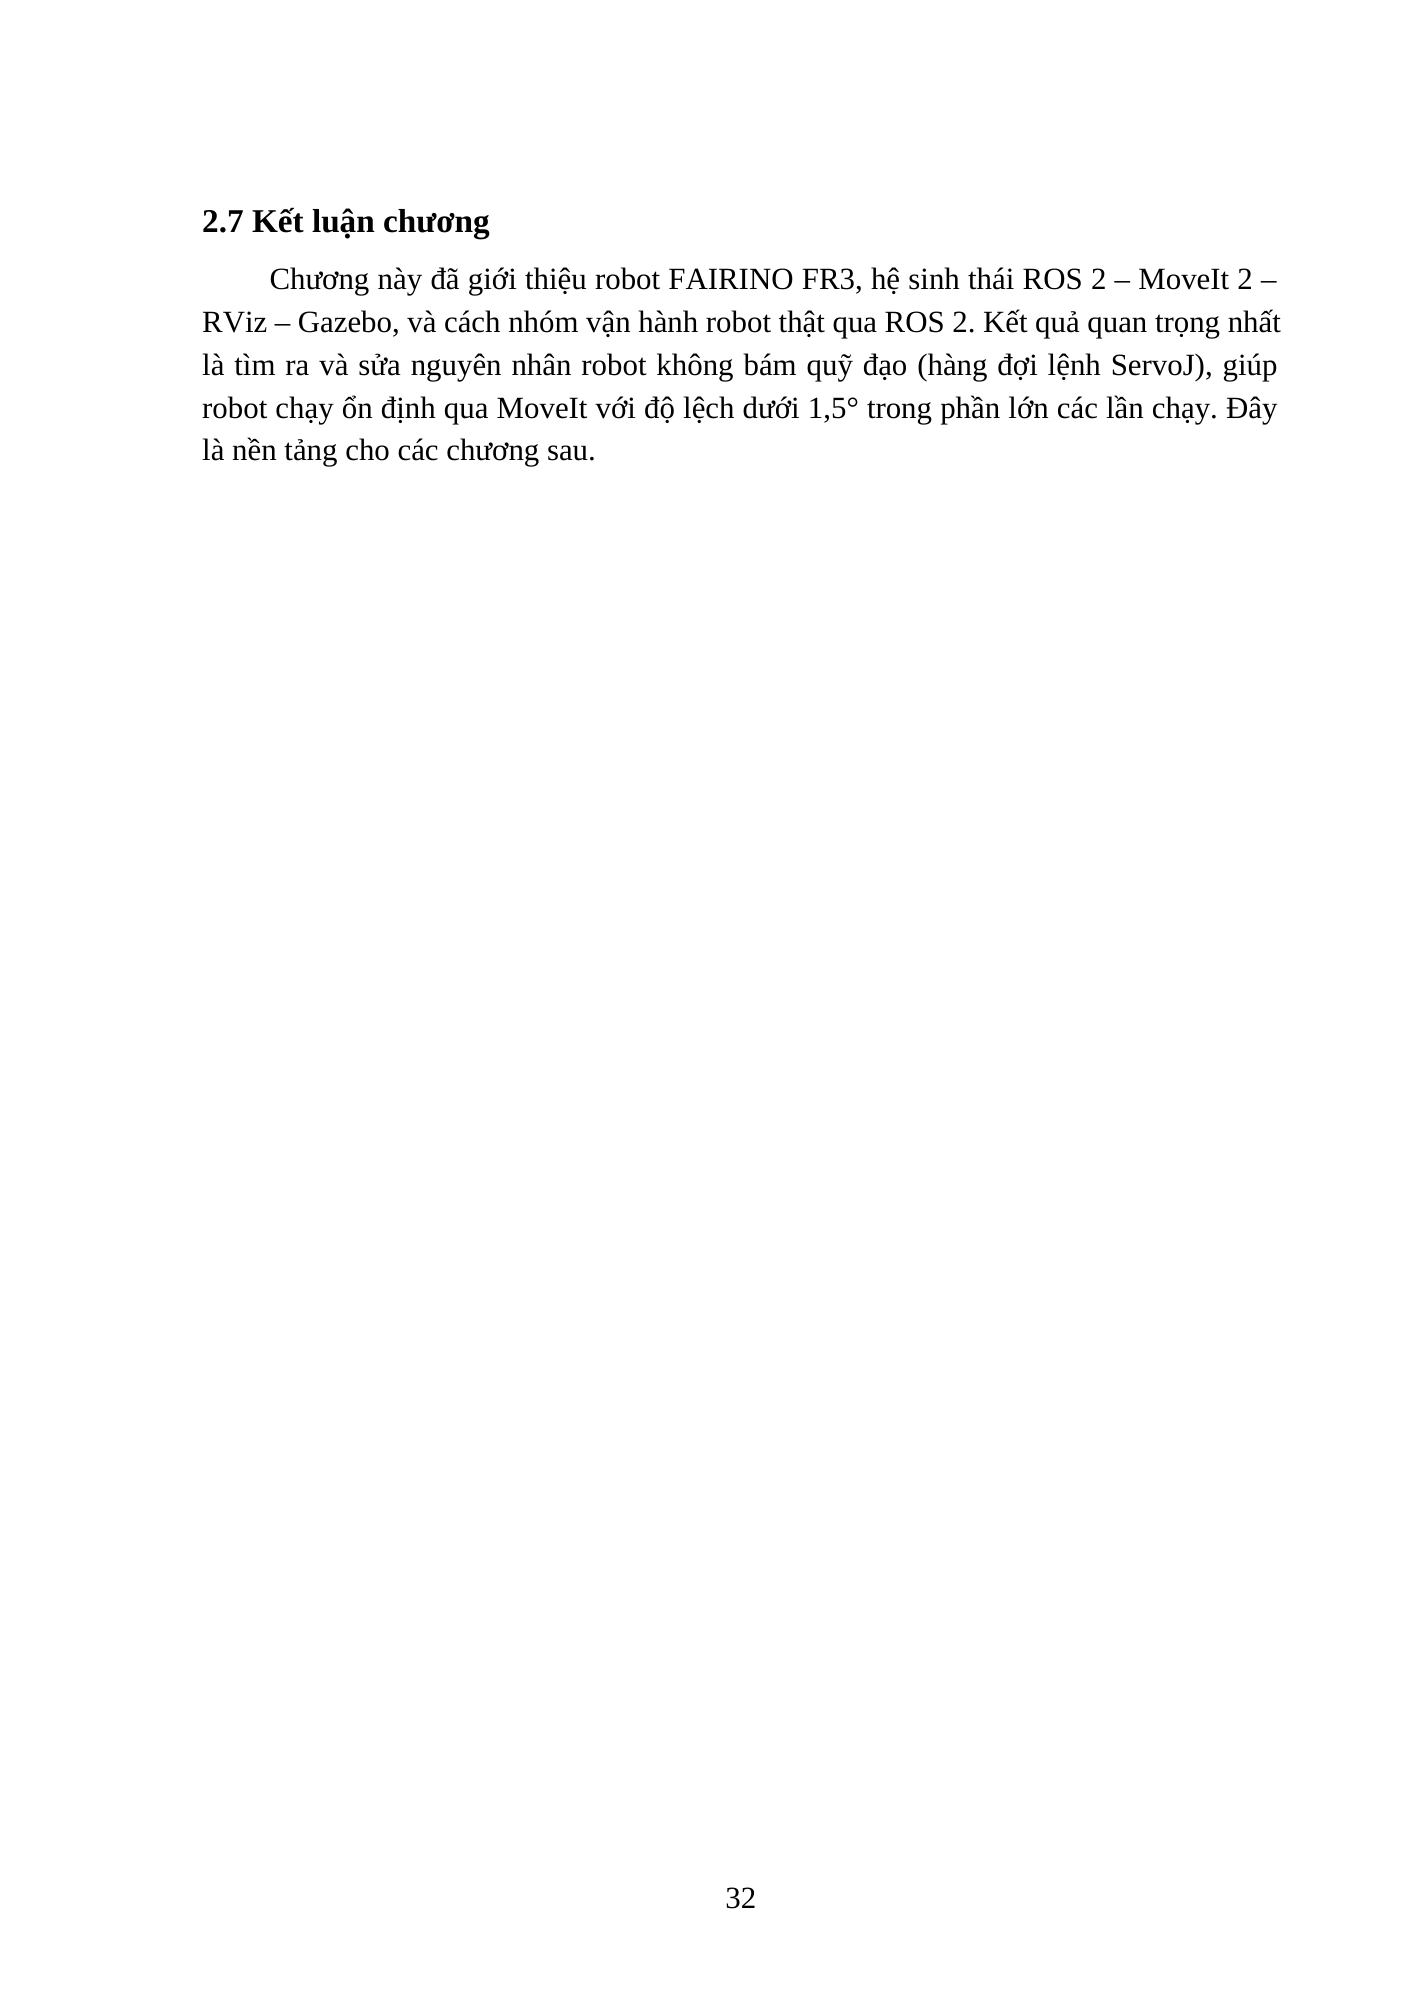 2.7 Kết luận chương
Chương này đã giới thiệu robot FAIRINO FR3, hệ sinh thái ROS 2 – MoveIt 2 –
RViz – Gazebo, và cách nhóm vận hành robot thật qua ROS 2. Kết quả quan trọng nhất
là tìm ra và sửa nguyên nhân robot không bám quỹ đạo (hàng đợi lệnh ServoJ), giúp
robot chạy ổn định qua MoveIt với độ lệch dưới 1,5° trong phần lớn các lần chạy. Đây
là nền tảng cho các chương sau.
32